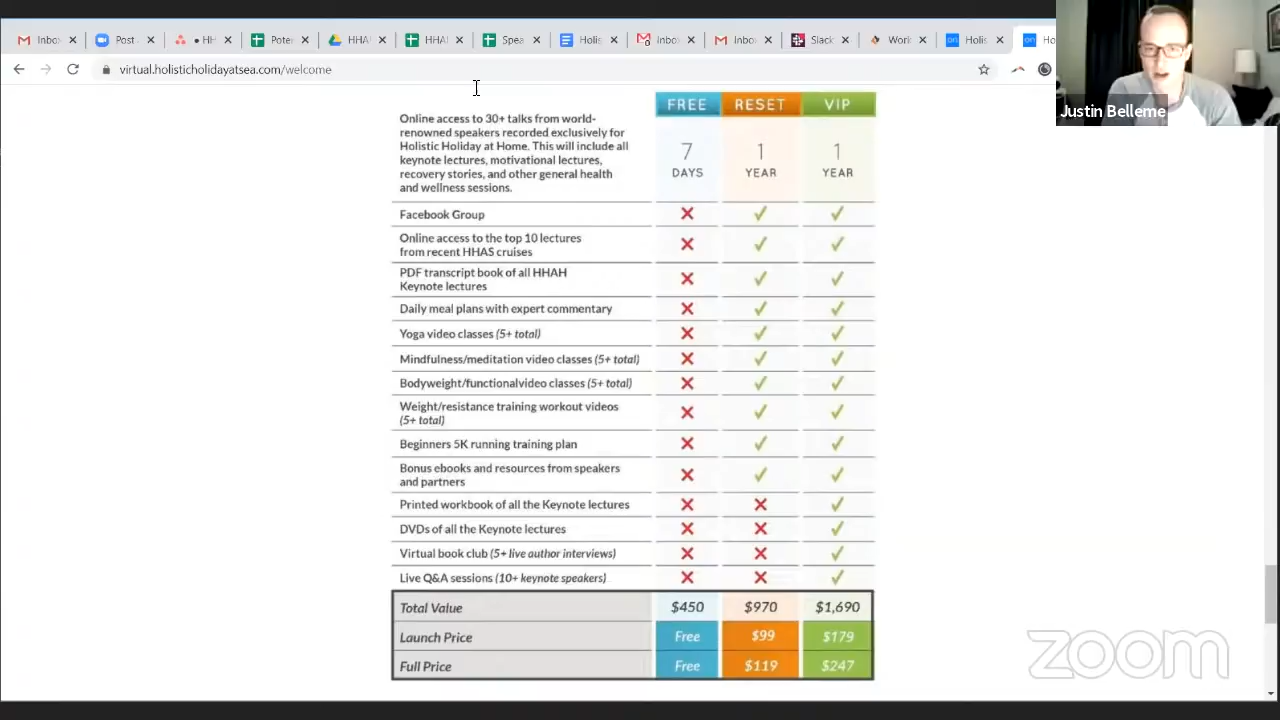 Inbo
Post
HH
Pote
HHA
HHAI
Spea
Holis
Inbo
Inbo
Slack
Work
Holis
Ho
virtual.holisticholidayatsea.com/welcome
Justin Belleme
FREE RESET VIP
Online access to 30+ talks from world-
renowned speakers recorded exclusively for
Holistic Holiday at Home. This will include all
keynote lectures, motivational lectures,
recovery stories, and other general health
and wellness sessions.
7 1 1
DAYS YEAR YEAR
Facebook Group
Online access to the top 10 lectures
from recent HHAS cruises
PDF transcript book of all HHAH
Keynote lectures
Daily meal plans with expert commentary
Yoga video classes (5+ total)
Mindfulness/meditation video classes (5+ total)
Bodyweight/functionalvideo classes (5+ total)
Weight/resistance training workout videos
(5+ total)
Beginners 5K running training plan
Bonus ebooks and resources from speakers
and partners
Printed workbook of all the Keynote lectures
DVDs of all the Keynote lectures
Virtual book club (5+ live author interviews)
Live Q&A sessions (10+ keynote speakers)
Total Value $450 $970 $1,690
Launch Price Free $99 $179
Full Price Free $119 $247
zoom